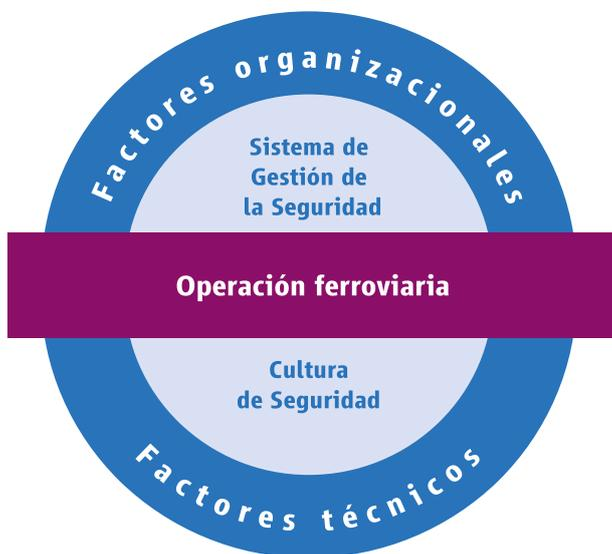 Factores organizacionales
Sistema de
Gestión de
la Seguridad
Operación ferroviaria
Cultura
de Seguridad
Factores técnicos